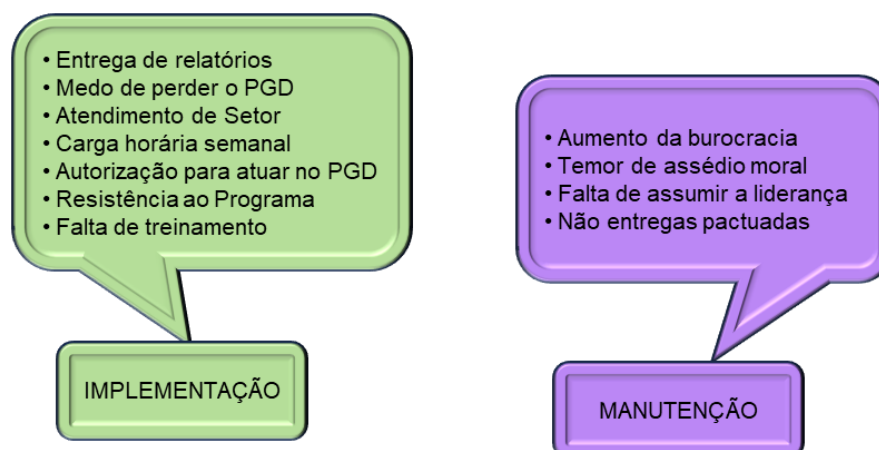 • Entrega de relatórios
• Medo de perder o PGD
• Atendimento de Setor
• Carga horária semanal
• Autorização para atuar no PGD
• Resistência ao Programa
• Falta de treinamento
IMPLEMENTAÇÃO
• Aumento da burocracia
• Temor de assédio moral
• Falta de assumir a liderança
• Não entregas pactuadas
MANUTENÇÃO